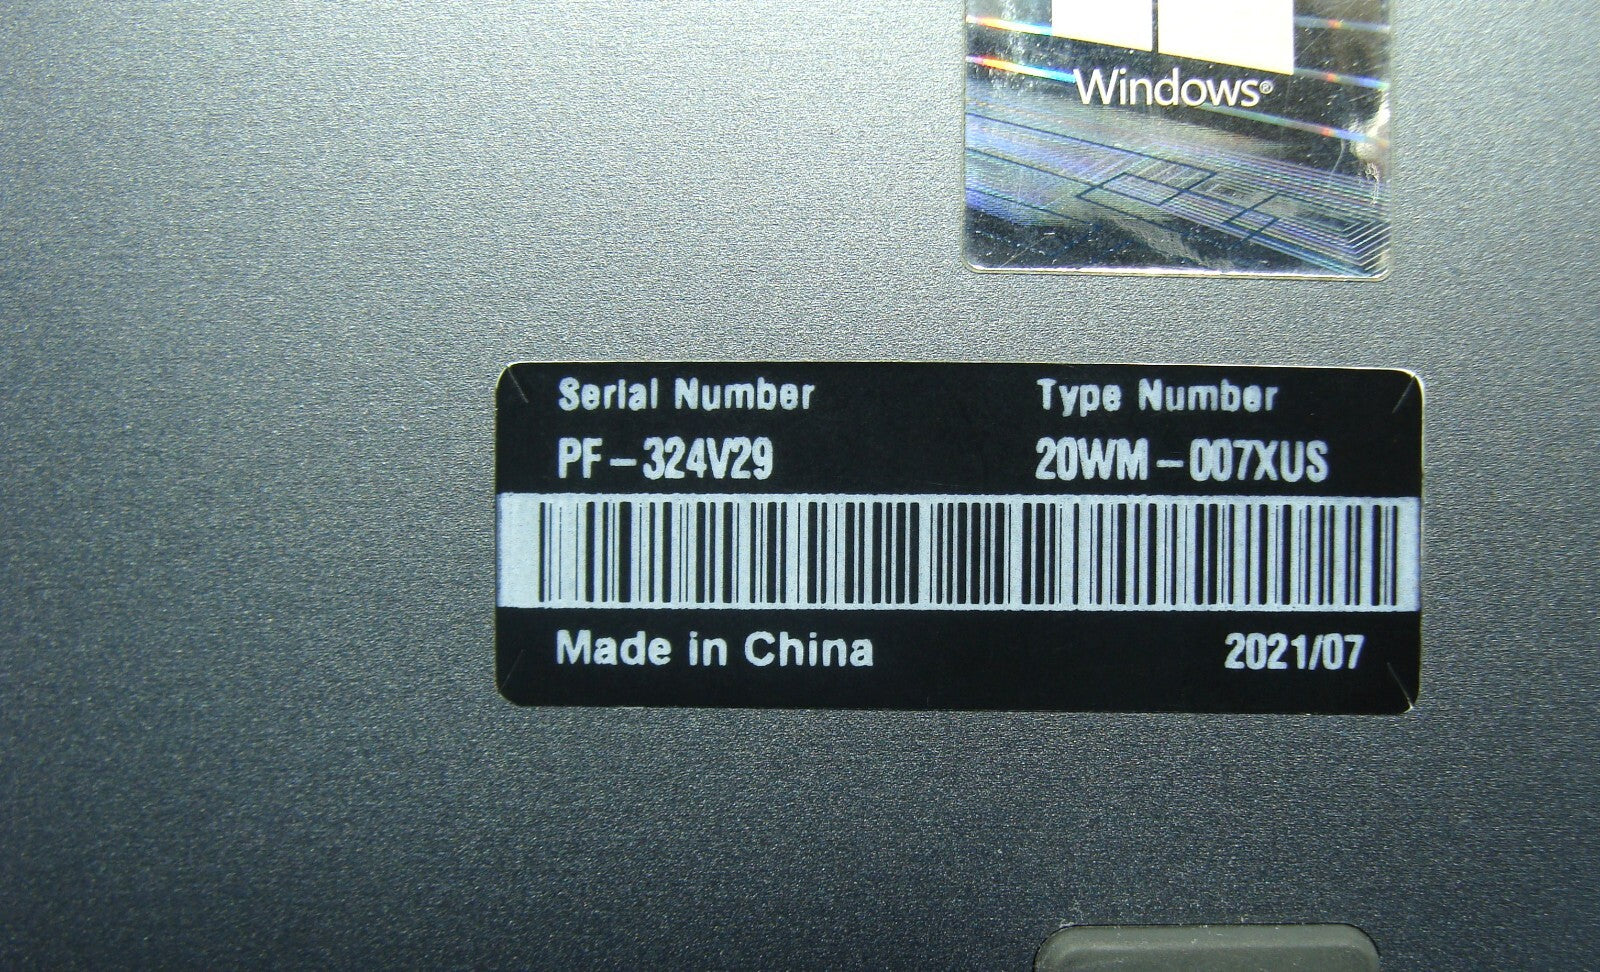 Windows®
Serial Number Type Number
PF-324V29 20WM-007XUS
Made in China 2021/07